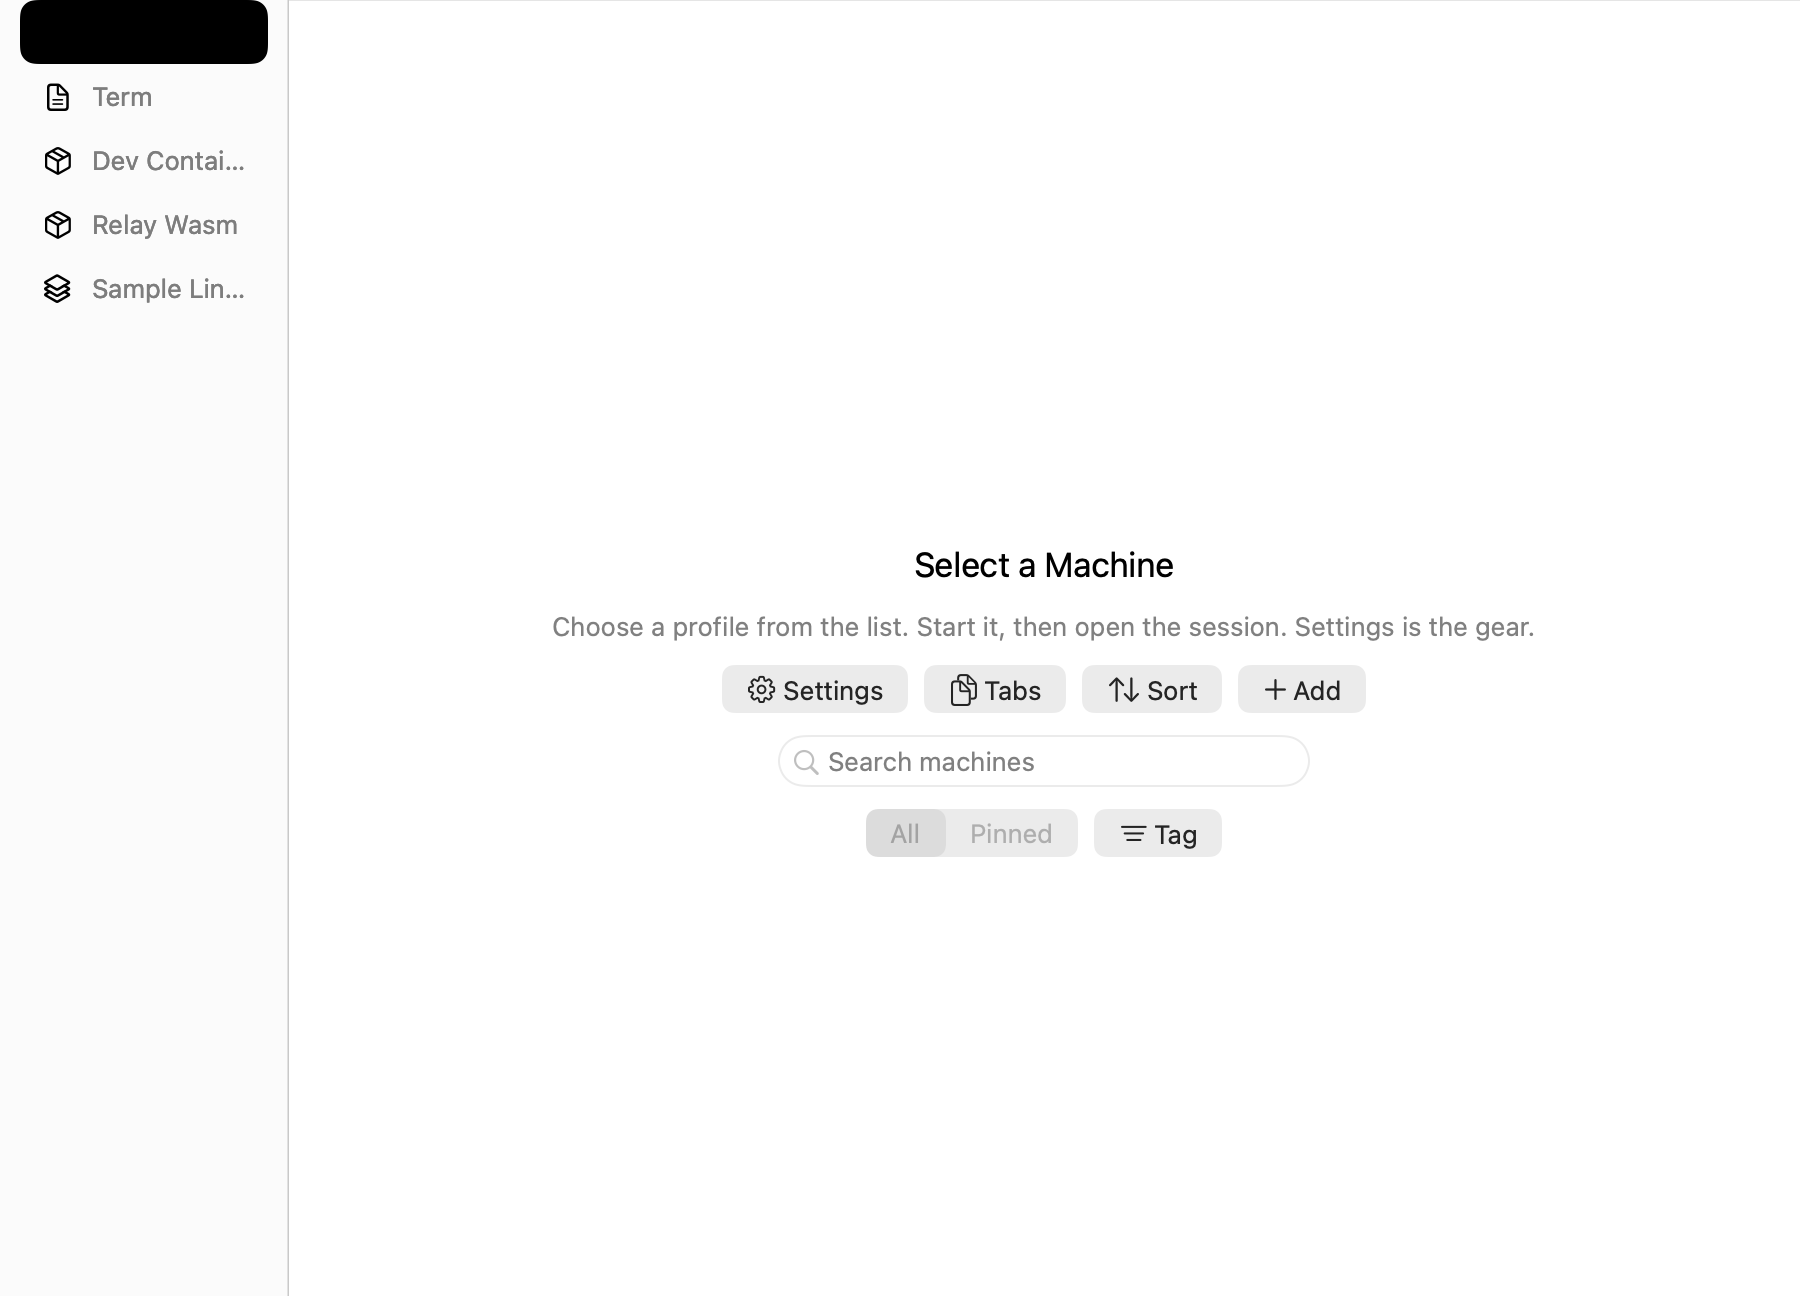 Term
Dev Contai...
Relay Wasm
Sample Lin...
Select a Machine
Choose a profile from the list. Start it, then open the session. Settings is the gear.
Settings Tabs Sort Add
Search machines
All Pinned Tag